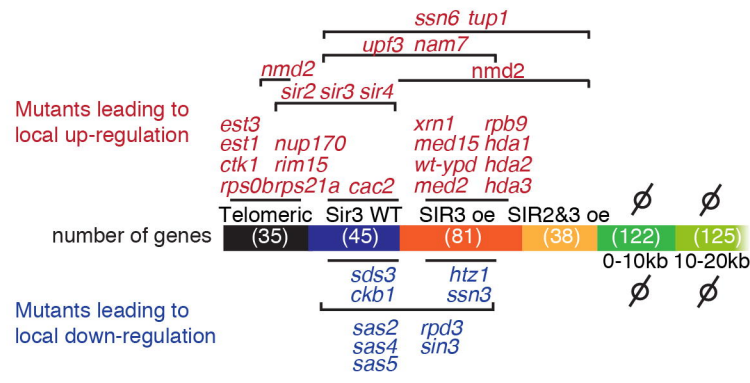 ssn6 tup1
upf3 nam7
nmd2 nmd2
sir2 sir3 sir4
Mutants leading to
local up-regulation
est3 xrn1 rpb9
est1 nup170 med15 hda1
ctk1 rim15 wt-ypd hda2
rps0b rps21a cac2 med2 hda3
Ø Ø
Telomeric Sir3 WT SIR3 oe SIR2&3 oe
number of genes (35) (45) (81) (38) (122) (125)
0-10kb 10-20kb
sds3 htz1 Ø Ø
ckb1 ssn3
Mutants leading to
local down-regulation
sas2 rpd3
sas4 sin3
sas5